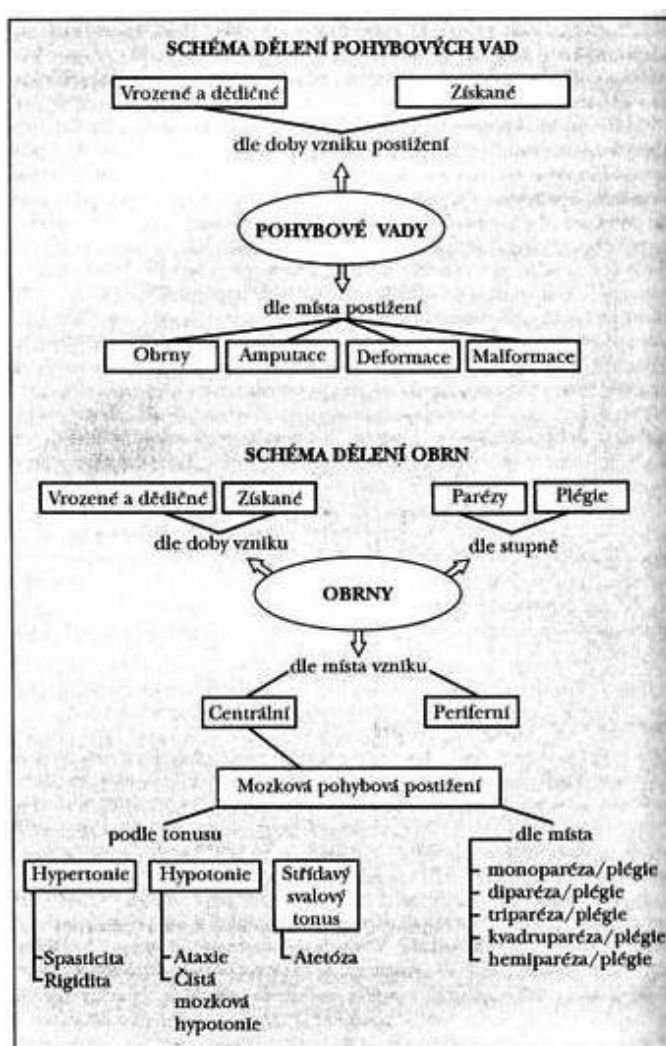 SCHÉMA DĚLENÍ POHYBOVÝCH VAD
Vrozené a dědičné
Získané
dle doby vzniku postižení
POHYBOVÉ VADY
dle místa postižení
Obrny
Amputace
Deformace
Malformace
SCHÉMA DĚLENÍ OBRN
Vrozené a dědičné
Získané
Parézy
Plégie
dle doby vzniku
dle stupně
OBRNY
dle místa vzniku
Centrální
Periferní
Mozková pohybová postižení
podle tonusu
dle místa
Hypertonie
Spasticita
Rigidita
Hypotonie
Ataxie
Čistá
mozková
hypotonie
Střídavý
svalový
tonus
Atetóza
monoparéza/plégie
diparéza/plégie
triparéza/plégie
kvadruparéza/plégie
hemiparéza/plégie